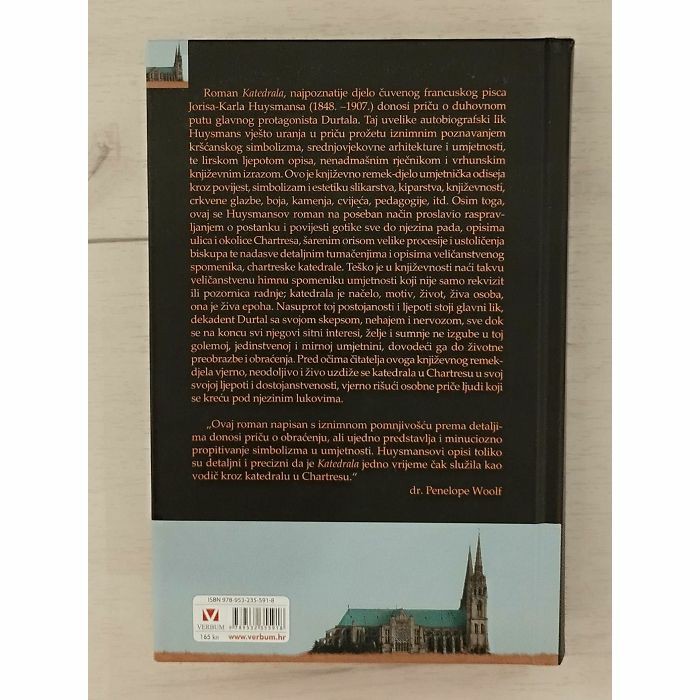 Roman Katedrala, najpoznatije djelo čuvenog francuskog pisca
Jorisa-Karla Huysmansa (1848. –1907.) donosi priču o duhovnom
putu glavnog protagonista Durtala. Taj uvelike autobiografski lik
Huysmans vješto uranja u priču prožetu iznimnim poznavanjem
kršćanskog simbolizma, srednjovjekovne arhitekture i umjetnosti,
te lirskom ljepotom opisa, nenadmašnim rječnikom i vrhunskim
književnim izrazom. Ovo je književno remek-djelo umjetnička odiseja
kroz povijest, simbolizam i estetiku slikarstva, kiparstva, književnosti,
crkvene glazbe, boja, kamenja, cvijeća, pedagogije, itd. Osim toga,
ovaj se Huysmansov roman na poseban način proslavio rasprav-
ljanjem o postanku i povijesti gotike sve do njezina pada, opisima
ulica i okolice Chartresa, šarenim orisom velike procesije i ustoličenja
biskupa te nadasve detaljnim tumačenjima i opisima veličanstvenog
spomenika, chartreske katedrale. Teško je u književnosti naći takvu
veličanstvenu himnu spomeniku umjetnosti koji nije samo rekvizit
ili pozornica radnje; katedrala je načelo, motiv, život, živa osoba,
ona je živa epoha. Nasuprot toj postojanosti i ljepoti stoji glavni lik,
dekadent Durtal sa svojom skepsom, nehajem i nervozom, sve dok
se na koncu svi njegovi sitni interesi, želje i sumnje ne izgube u toj
golemoj, jedinstvenoj i mirnoj umjetnini, dovodeći ga do životne
preobrazbe i obraćenja. Pred očima čitatelja ovoga književnog remek-
djela vjerno, neodoljivo i živo uzdiže se katedrala u Chartresu u svoj
svojoj ljepoti i dostojanstvenosti, vjerno rišući osobne priče ljudi koji
se kreću pod njezinim lukovima.
„Ovaj roman napisan s iznimnom pomnjivošću prema detalji-
ma donosi priču o obraćenju, ali ujedno predstavlja i minuciozno
propitivanje simbolizma u umjetnosti. Huysmansovi opisi toliko
su detaljni i precizni da je Katedrala jedno vrijeme čak služila kao
vodič kroz katedralu u Chartresu.“
dr. Penelope Woolf
ISBN 978-953-235-591-8
VERBUM
9 789532 355918
165 kn
www.verbum.hr